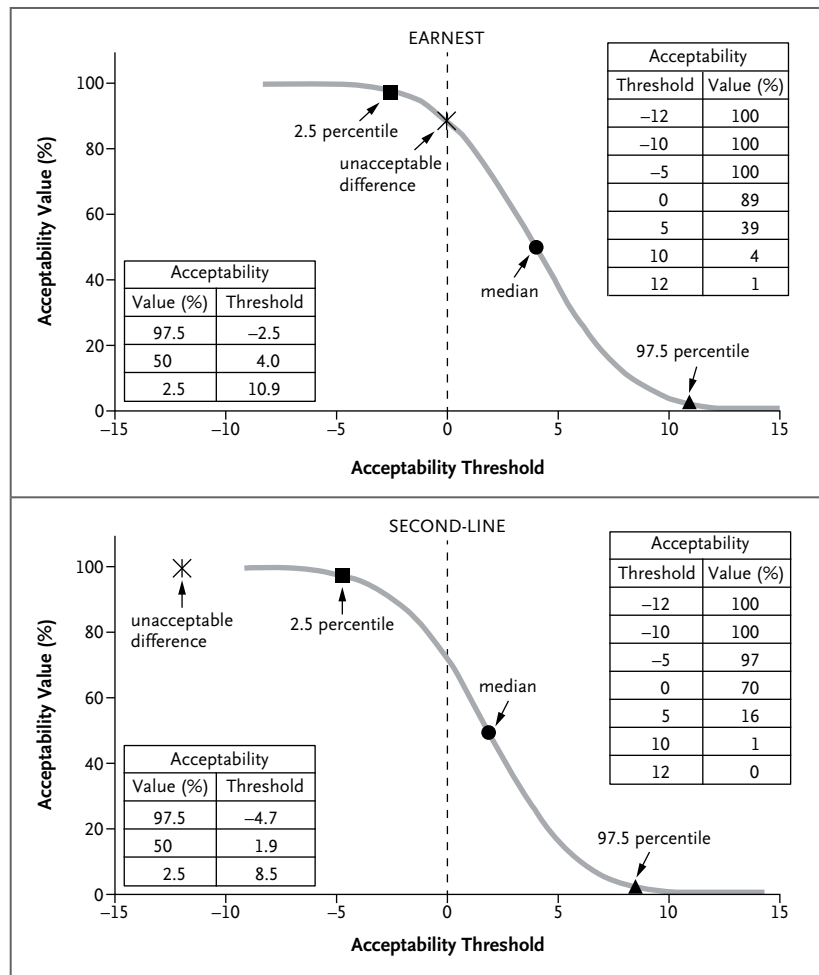 EARNEST
Acceptability Value (%)
100
80
60
40
20
0
2.5 percentile
unacceptable
difference
median
97.5 percentile
Acceptability
Threshold Value (%)
−12 100
−10 100
−5 100
0 89
5 39
10 4
12 1
Acceptability
Value (%) Threshold
97.5 −2.5
50 4.0
2.5 10.9
−15 −10 −5 0 5 10 15
Acceptability Threshold
SECOND-LINE
Acceptability Value (%)
100
80
60
40
20
0
unacceptable
difference
2.5 percentile
median
97.5 percentile
Acceptability
Threshold Value (%)
−12 100
−10 100
−5 97
0 70
5 16
10 1
12 0
Acceptability
Value (%) Threshold
97.5 −4.7
50 1.9
2.5 8.5
−15 −10 −5 0 5 10 15
Acceptability Threshold